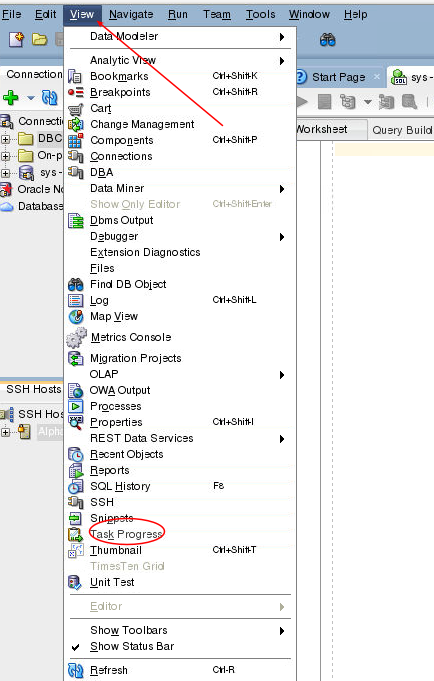 File Edit View Navigate Run Team Tools Window Help
Data Modeler
Connection
Analytic View
Bookmarks Ctrl+Shift-K
Start Page
sys -
Breakpoints Ctrl+Shift-R
Cart
Change Management
Connectio
Worksheet
Query Build
DBC
Components Ctrl+Shift-P
On-p
Connections
sys -
DBA
Oracle No
Data Miner
Database
Show Only Editor Ctrl+Shift-Enter
Dbms Output
Debugger
Extension Diagnostics
Files
Find DB Object
Log Ctrl+Shift-L
Map View
Metrics Console
Migration Projects
OLAP
SSH Hosts
OWA Output
Processes
SSH Hos
Properties Ctrl+Shift-I
Alpha
REST Data Services
Recent Objects
Reports
SQL History F8
SSH
Snippets
Task Progress
Thumbnail Ctrl+Shift-T
TimesTen Grid
Unit Test
Editor
Show Toolbars
Show Status Bar
Refresh Ctrl-R